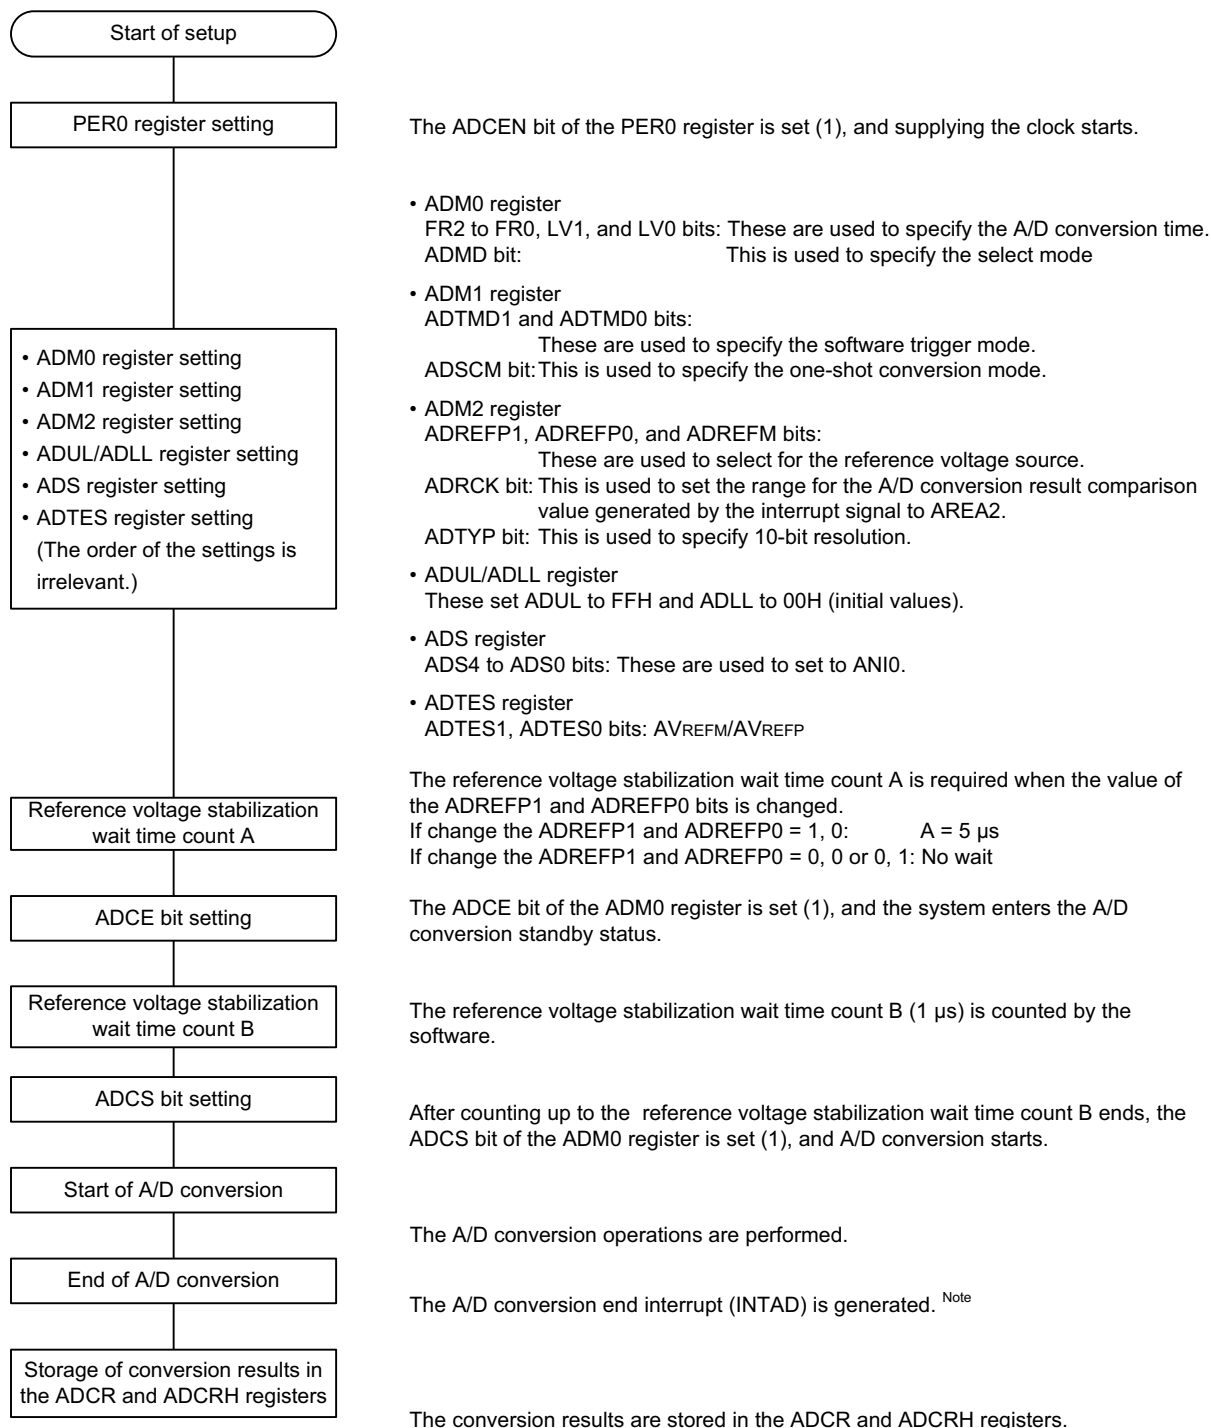 Start of setup
PER0 register setting
The ADCEN bit of the PER0 register is set (1), and supplying the clock starts.
• ADM0 register setting
• ADM1 register setting
• ADM2 register setting
• ADUL/ADLL register setting
• ADS register setting
• ADTES register setting
(The order of the settings is
irrelevant.)
• ADM0 register
FR2 to FR0, LV1, and LV0 bits: These are used to specify the A/D conversion time.
ADMD bit: This is used to specify the select mode
• ADM1 register
ADTMD1 and ADTMD0 bits:
These are used to specify the software trigger mode.
ADSCM bit: This is used to specify the one-shot conversion mode.
• ADM2 register
ADREFP1, ADREFP0, and ADREFM bits:
These are used to select for the reference voltage source.
ADRCK bit: This is used to set the range for the A/D conversion result comparison
value generated by the interrupt signal to AREA2.
ADTYP bit: This is used to specify 10-bit resolution.
• ADUL/ADLL register
These set ADUL to FFH and ADLL to 00H (initial values).
• ADS register
ADS4 to ADS0 bits: These are used to set to ANI0.
• ADTES register
ADTES1, ADTES0 bits: AVREFM/AVREFP
Reference voltage stabilization
wait time count A
The reference voltage stabilization wait time count A is required when the value of
the ADREFP1 and ADREFP0 bits is changed.
If change the ADREFP1 and ADREFP0 = 1, 0: A = 5 µs
If change the ADREFP1 and ADREFP0 = 0, 0 or 0, 1: No wait
ADCE bit setting
The ADCE bit of the ADM0 register is set (1), and the system enters the A/D
conversion standby status.
Reference voltage stabilization
wait time count B
The reference voltage stabilization wait time count B (1 µs) is counted by the
software.
ADCS bit setting
After counting up to the reference voltage stabilization wait time count B ends, the
ADCS bit of the ADM0 register is set (1), and A/D conversion starts.
Start of A/D conversion
The A/D conversion operations are performed.
End of A/D conversion
The A/D conversion end interrupt (INTAD) is generated. Note
Storage of conversion results in
the ADCR and ADCRH registers
The conversion results are stored in the ADCR and ADCRH registers.